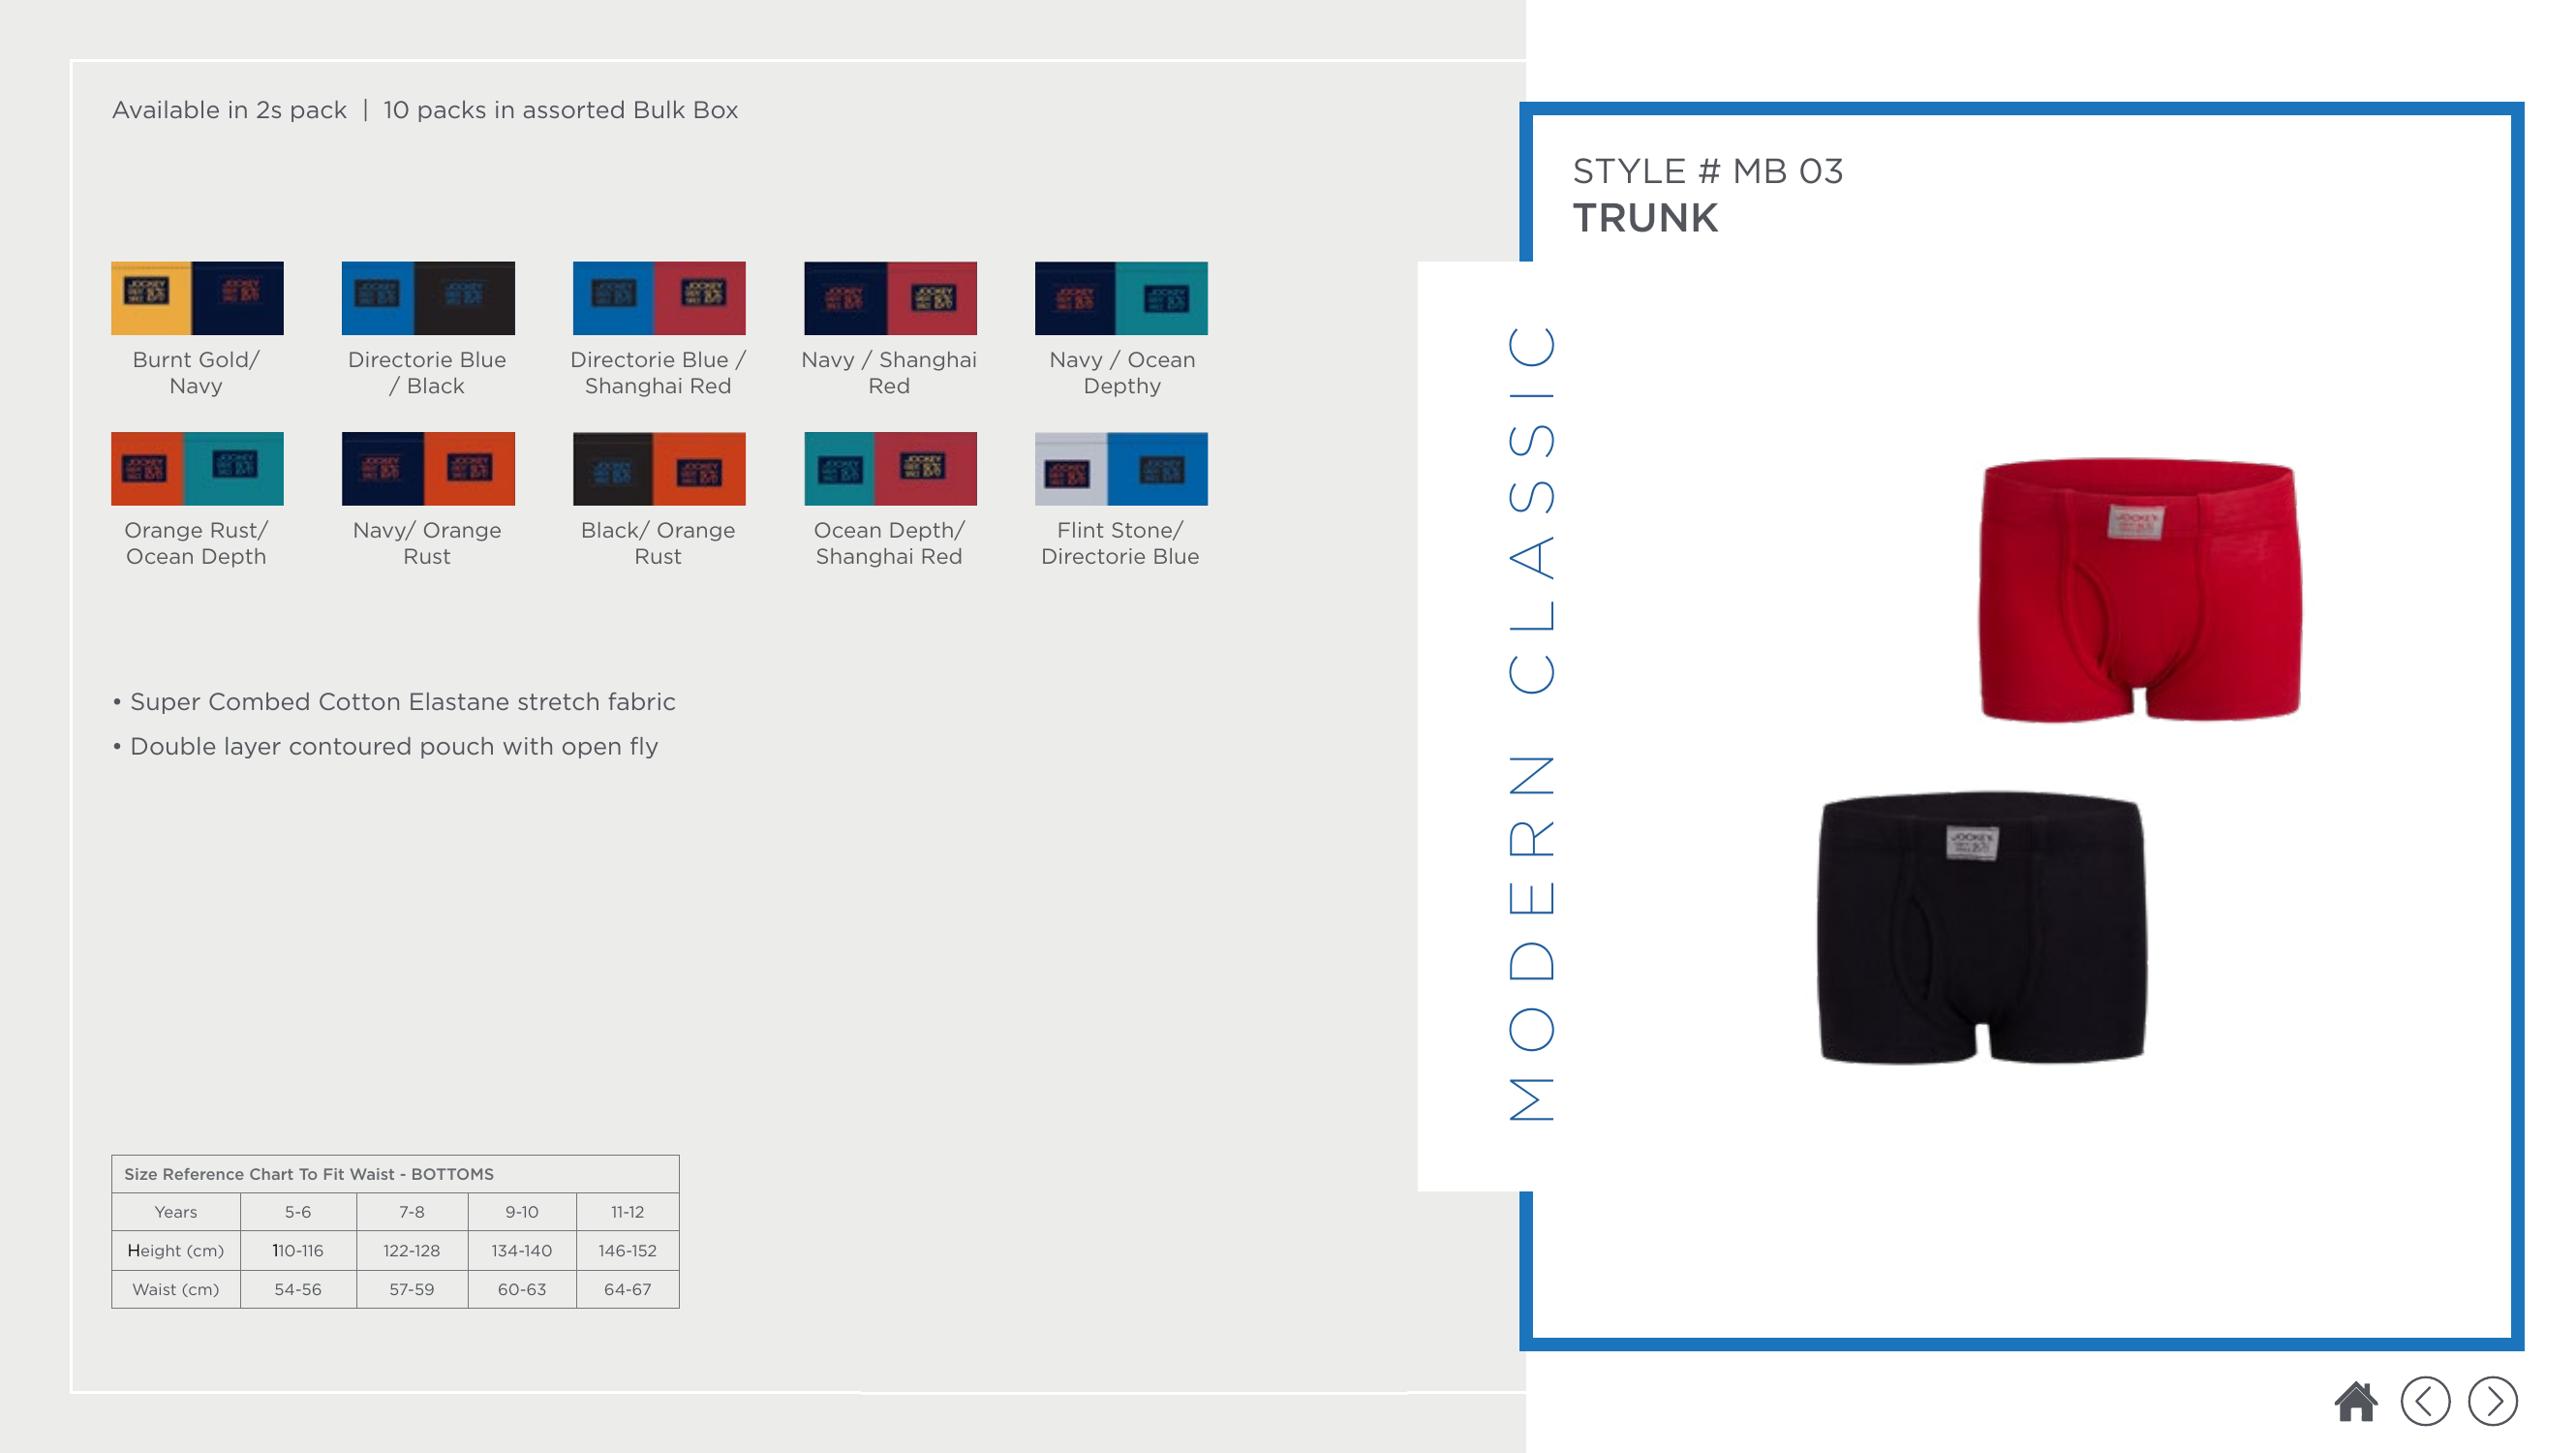 Available in 2s pack | 10 packs in assorted Bulk Box
STYLE # MB 03
TRUNK
Burnt Gold/
Navy
Directorie Blue
/ Black
Directorie Blue /
Shanghai Red
Navy / Shanghai
Red
Navy / Ocean
Depthy
Orange Rust/
Ocean Depth
Navy/ Orange
Rust
Black/ Orange
Rust
Ocean Depth/
Shanghai Red
Flint Stone/
Directorie Blue
• Super Combed Cotton Elastane stretch fabric
• Double layer contoured pouch with open fly
MODERN CLASSIC
JOCKEY
JOCKEY
Size Reference Chart To Fit Waist - BOTTOMS
Years 5-6 7-8 9-10 11-12
Height (cm) 110-116 122-128 134-140 146-152
Waist (cm) 54-56 57-59 60-63 64-67